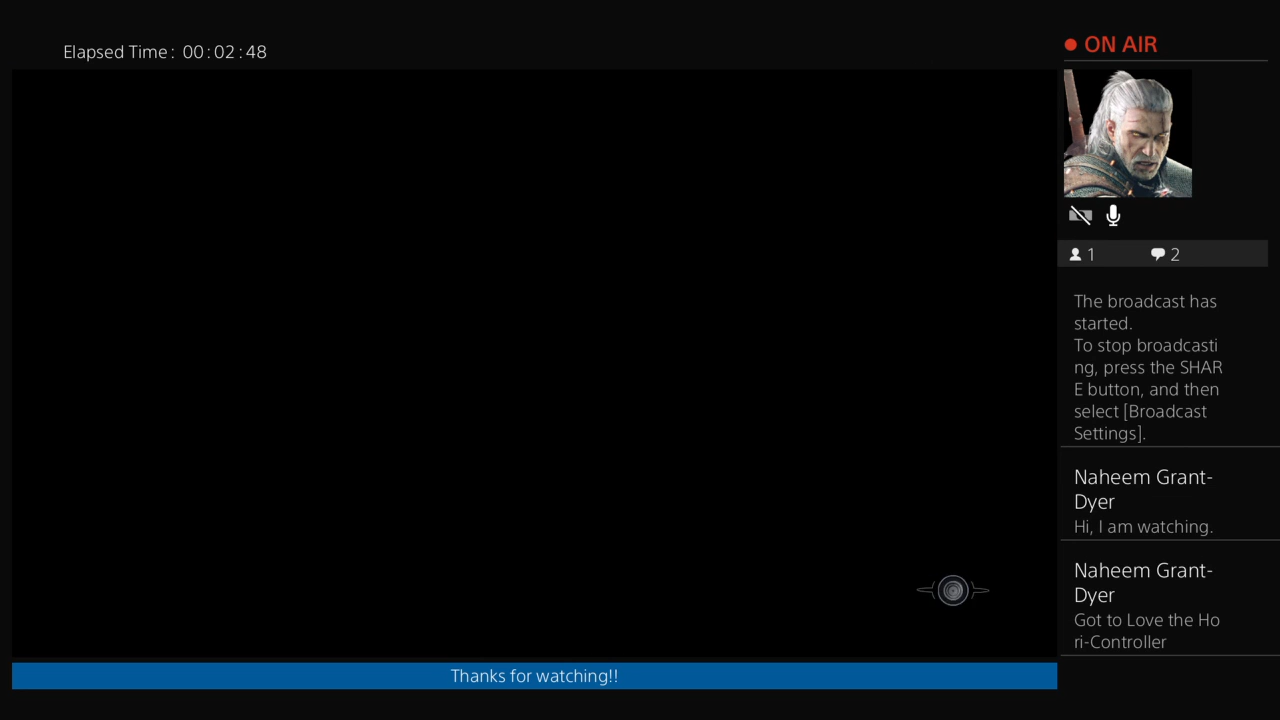 Elapsed Time: 00:02:48
ON AIR
1 2
The broadcast has
started.
To stop broadcasti
ng, press the SHAR
E button, and then
select [Broadcast
Settings].
Naheem Grant-
Dyer
Hi, I am watching.
Naheem Grant-
Dyer
Got to Love the Ho
ri-Controller
Thanks for watching!!